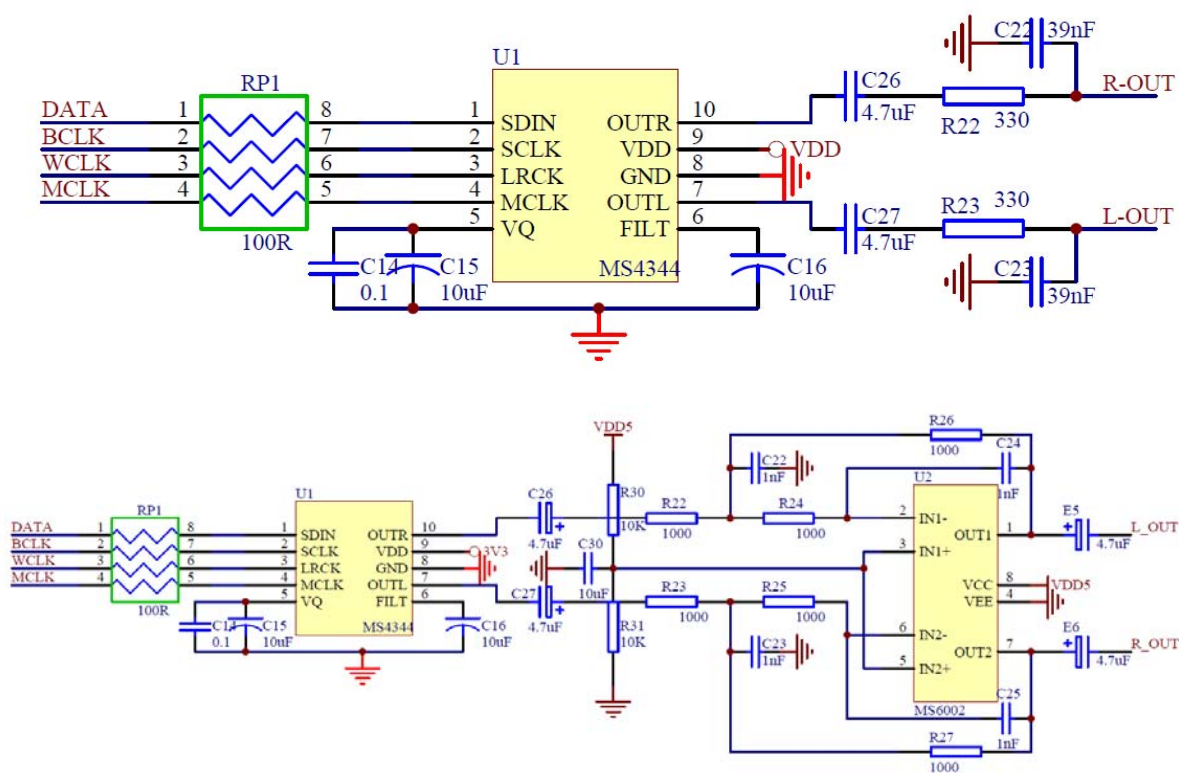 C22 39nF
U1
RP1
C26
R-OUT
DATA 1 8 1 SDIN OUTR 10 4.7uF
R22 330
BCLK 2 7 2 SCLK VDD 9 VDD
WCLK 3 6 3 LRCK GND 8
MCLK 4 5 4 MCLK OUTL 7
R23 330
L-OUT
5 VQ FILT 6
C27
4.7uF
100R
C14
0.1
C15
10uF
MS4344
C16
10uF
C23
39nF
R26
1000
VDD5
C24
1nF
C22
1nF
U1
U2
RP1
C26
R30
10K
R22
1000
R24
1000
2 IN1-
DATA 1 8 1 SDIN OUTR 10
4.7uF
OUT1 1
E5
L_OUT
4.7uF
BCLK 2 7 2 SCLK VDD 9 3V3
3 IN1+
WCLK 3 6 3 LRCK GND 8
C30
10uF
MCLK 4 5 4 MCLK OUTL 7
VCC 8
VDD5
VEE 4
5 VQ FILT 6
C27
4.7uF
R23
1000
R25
1000
100R
C14
0.1
C15
10uF
MS4344
C16
10uF
R31
10K
C23
1nF
6 IN2-
5 IN2+
OUT2 7
E6
R_OUT
4.7uF
MS6002
C25
1nF
R27
1000